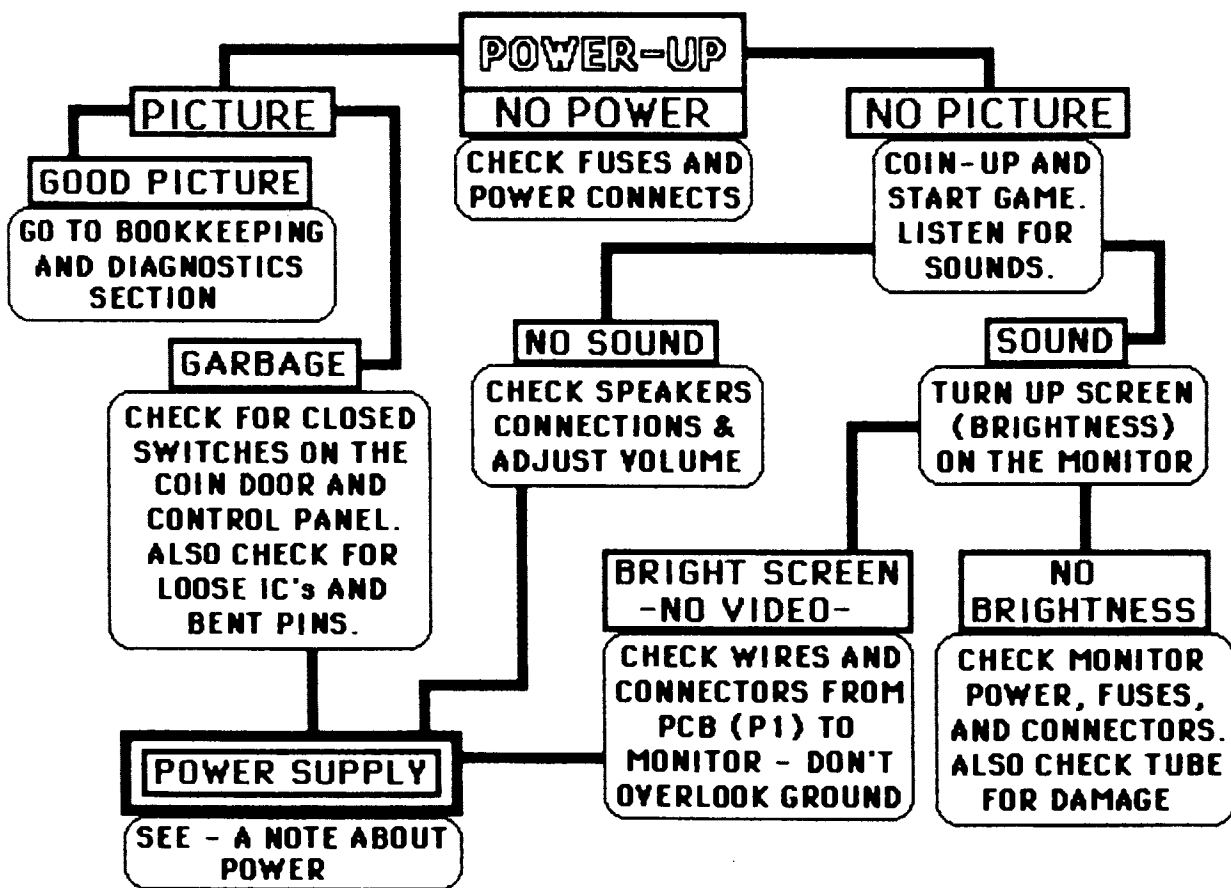 POWER-UP
NO POWER
CHECK FUSES AND
POWER CONNECTS
PICTURE
GOOD PICTURE
GO TO BOOKKEEPING
AND DIAGNOSTICS
SECTION
GARBAGE
CHECK FOR CLOSED
SWITCHES ON THE
COIN DOOR AND
CONTROL PANEL.
ALSO CHECK FOR
LOOSE IC's AND
BENT PINS.
NO PICTURE
COIN-UP AND
START GAME.
LISTEN FOR
SOUNDS.
NO SOUND
CHECK SPEAKERS
CONNECTIONS &
ADJUST VOLUME
SOUND
TURN UP SCREEN
(BRIGHTNESS)
ON THE MONITOR
BRIGHT SCREEN
-NO VIDEO-
CHECK WIRES AND
CONNECTORS FROM
PCB (P1) TO
MONITOR - DON'T
OVERLOOK GROUND
NO
BRIGHTNESS
CHECK MONITOR
POWER, FUSES,
AND CONNECTORS.
ALSO CHECK TUBE
FOR DAMAGE
POWER SUPPLY
SEE - A NOTE ABOUT
POWER